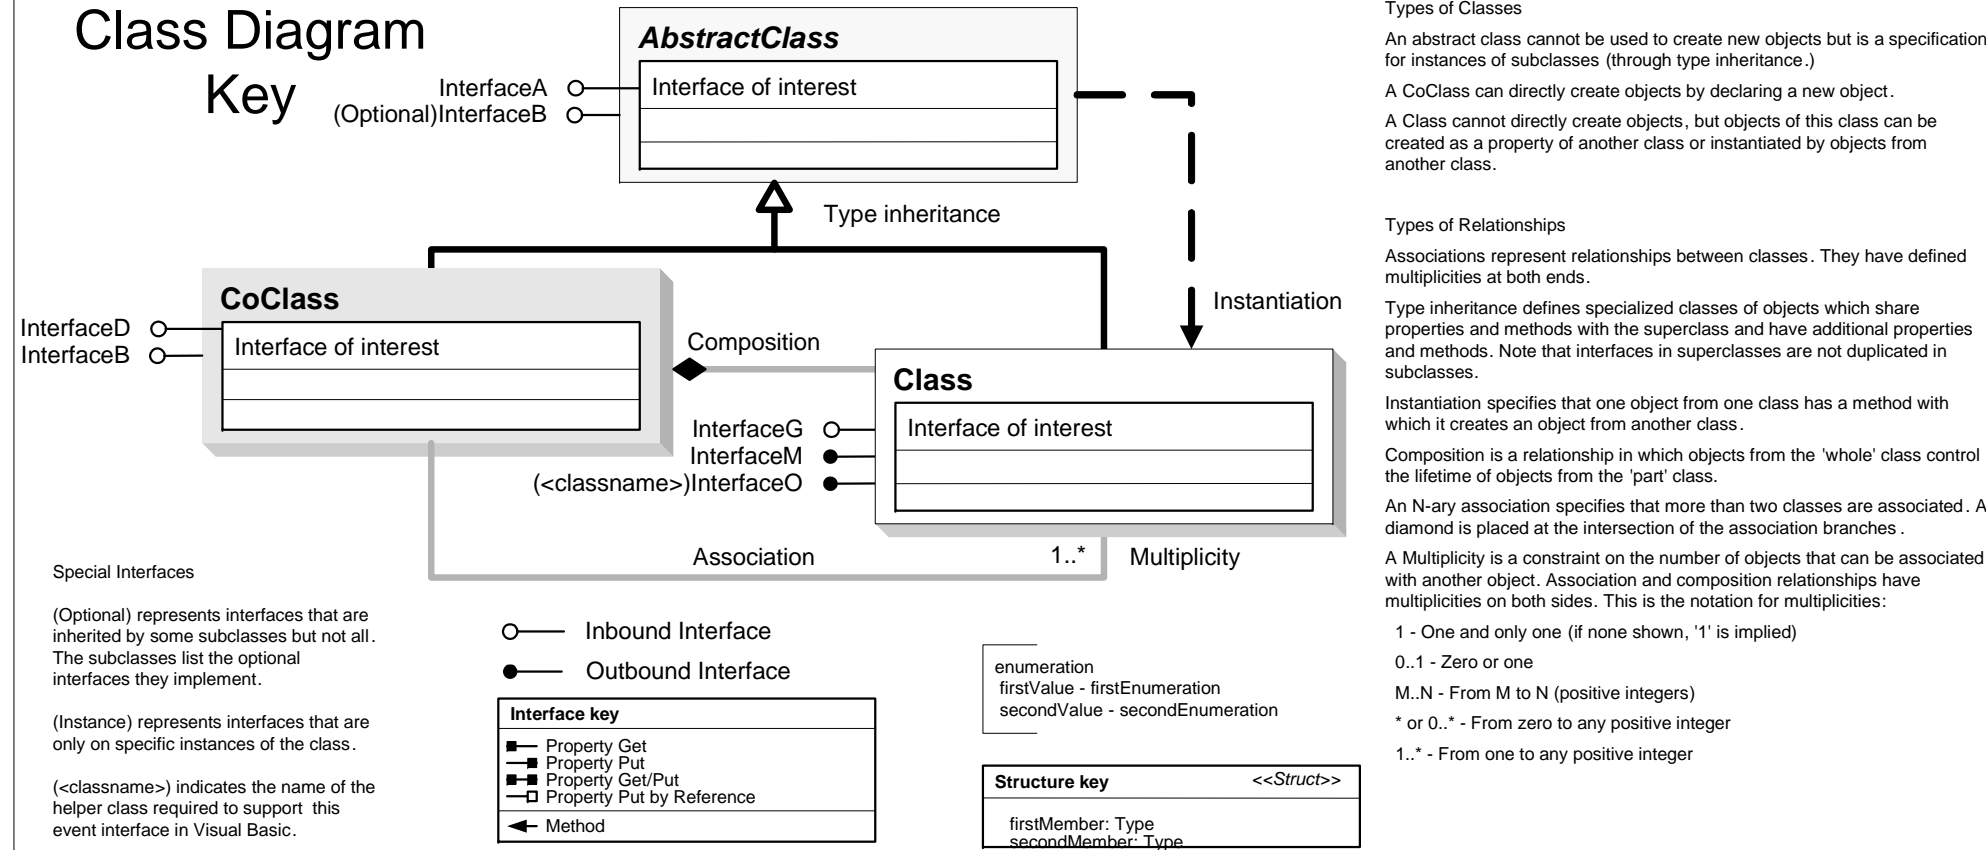 Class Diagram
Key
AbstractClass
Interface of interest
InterfaceA
(Optional)InterfaceB
Type inheritance
Instantiation
CoClass
Interface of interest
InterfaceD
InterfaceB
Composition
Class
Interface of interest
InterfaceG
InterfaceM
(<classname>)InterfaceO
Association
1..*
Multiplicity
Special Interfaces
(Optional) represents interfaces that are
inherited by some subclasses but not all.
The subclasses list the optional
interfaces they implement.
(Instance) represents interfaces that are
only on specific instances of the class.
(<classname>) indicates the name of the
helper class required to support this
event interface in Visual Basic.
Inbound Interface
Outbound Interface
Interface key
Property Get
Property Put
Property Get/Put
Property Put by Reference
Method
enumeration
firstValue - firstEnumeration
secondValue - secondEnumeration
Structure key
<<Struct>>
firstMember: Type
secondMember: Type
Types of Classes
An abstract class cannot be used to create new objects but is a specification
for instances of subclasses (through type inheritance.)
A CoClass can directly create objects by declaring a new object.
A Class cannot directly create objects, but objects of this class can be
created as a property of another class or instantiated by objects from
another class.
Types of Relationships
Associations represent relationships between classes. They have defined
multiplicities at both ends.
Type inheritance defines specialized classes of objects which share
properties and methods with the superclass and have additional properties
and methods. Note that interfaces in superclasses are not duplicated in
subclasses.
Instantiation specifies that one object from one class has a method with
which it creates an object from another class.
Composition is a relationship in which objects from the 'whole' class control
the lifetime of objects from the 'part' class.
An N-ary association specifies that more than two classes are associated. A
diamond is placed at the intersection of the association branches.
A Multiplicity is a constraint on the number of objects that can be associated
with another object. Association and composition relationships have
multiplicities on both sides. This is the notation for multiplicities:
1 - One and only one (if none shown, '1' is implied)
0..1 - Zero or one
M..N - From M to N (positive integers)
* or 0..* - From zero to any positive integer
1..* - From one to any positive integer